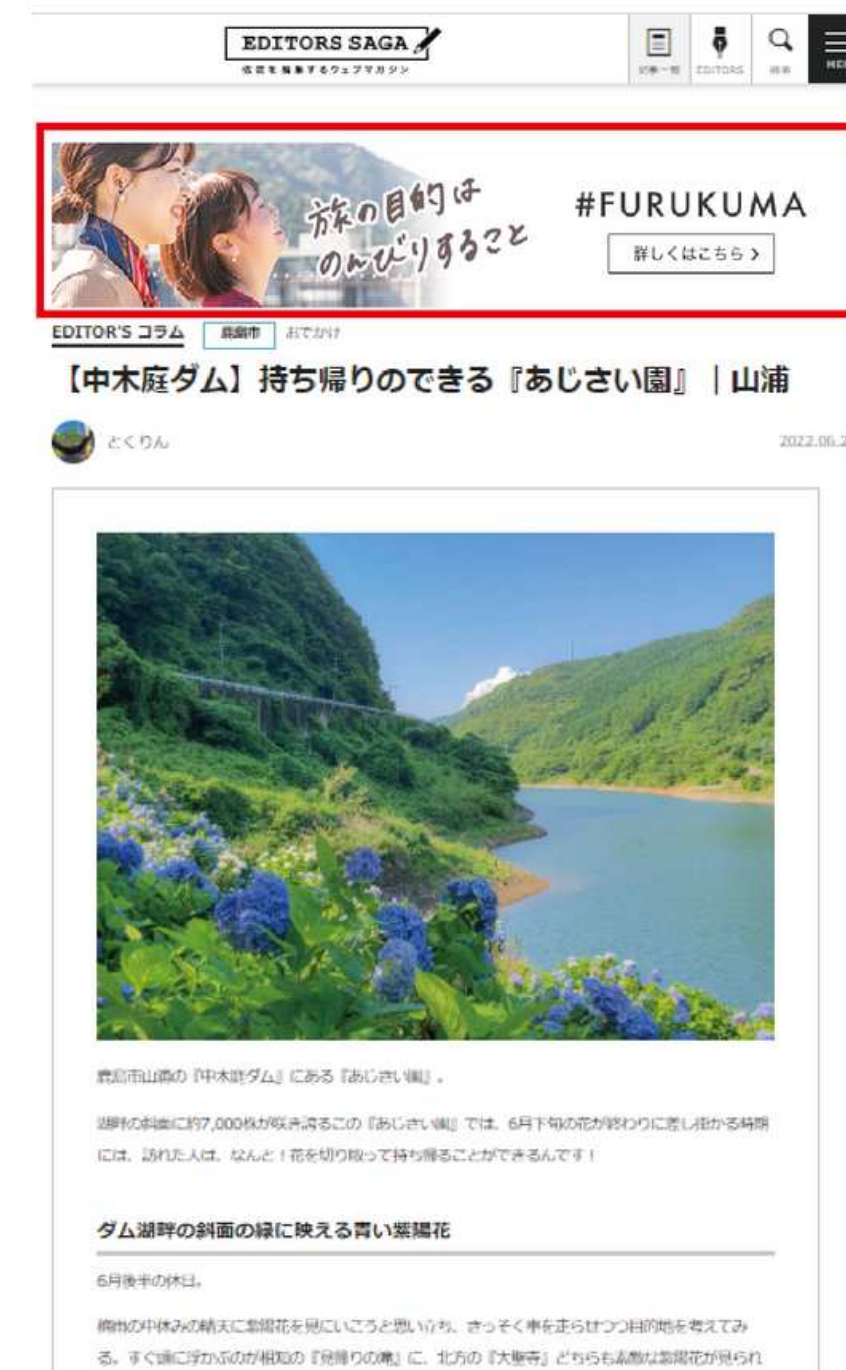 EDITORS SAGA
佐賀を編集するウェブマガジン
記事一覧
EDITORS
検索
旅の目的は
のんびりすること
#FURUKUMA
詳しくはこちら >
EDITOR'S コラム 鹿島市 おでかけ
【中木庭ダム】持ち帰りのできる『あじさい園』｜山浦
とくりん
2022.06.2
鹿島市山浦の『中木庭ダム』にある『あじさい園』。
湖畔の斜面に約7,000株が咲き誇るこの『あじさい園』では、6月下旬の花が終わりに差し掛かる時期
には、訪れた人は、なんと！花を切り取って持ち帰ることができるんです！
ダム湖畔の斜面の緑に映える青い紫陽花
6月後半の休日。
梅雨の中休みの晴天に紫陽花を見にいこうと思い立ち、さっそく車を走らせつつ目的地を考えてみ
る。すぐ頭に浮かぶのが相知の『見帰りの滝』に、北方の『大聖寺』どちらも素敵な紫陽花が見られ